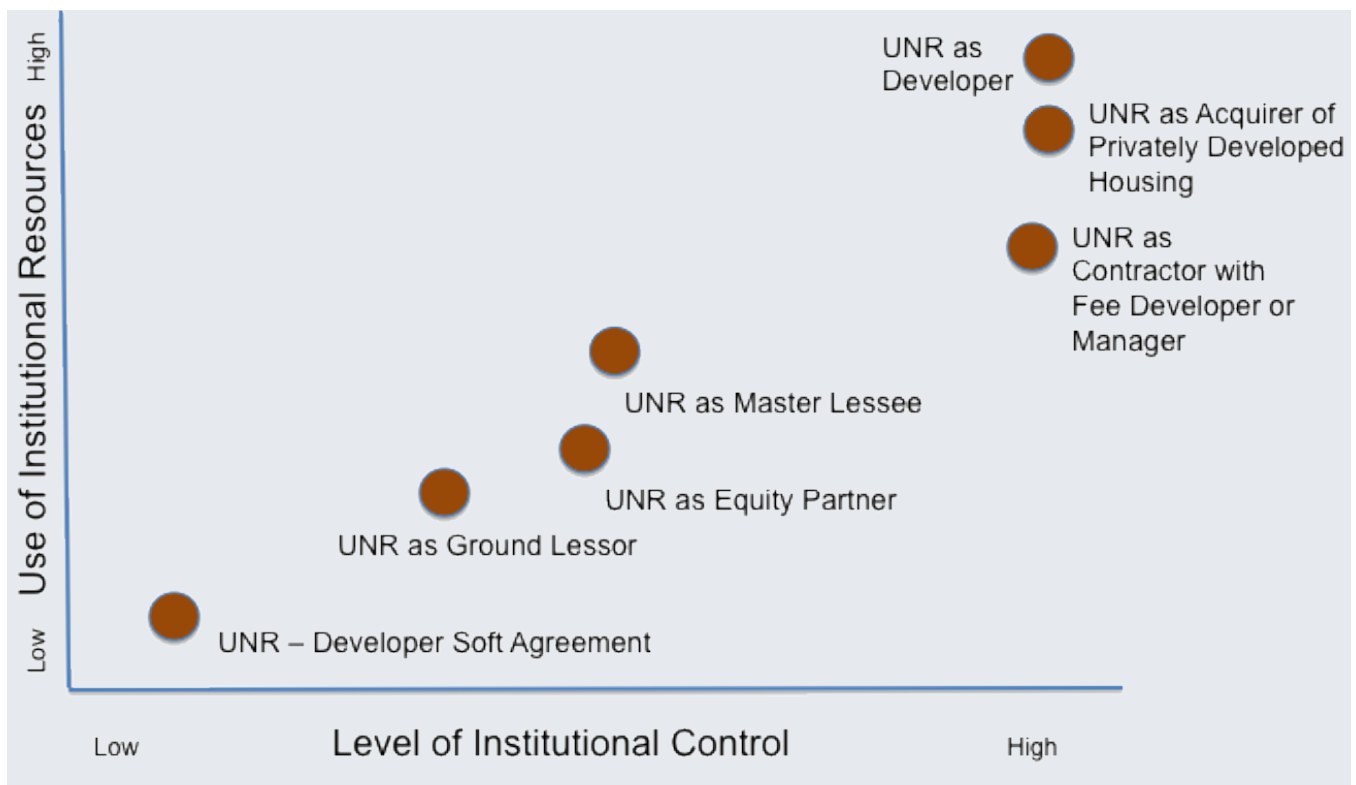 High
Use of Institutional Resources
Low
UNR as
Developer
UNR as Acquirer of
Privately Developed
Housing
UNR as
Contractor with
Fee Developer or
Manager
UNR as Master Lessee
UNR as Equity Partner
UNR as Ground Lessor
UNR – Developer Soft Agreement
Low
Level of Institutional Control
High